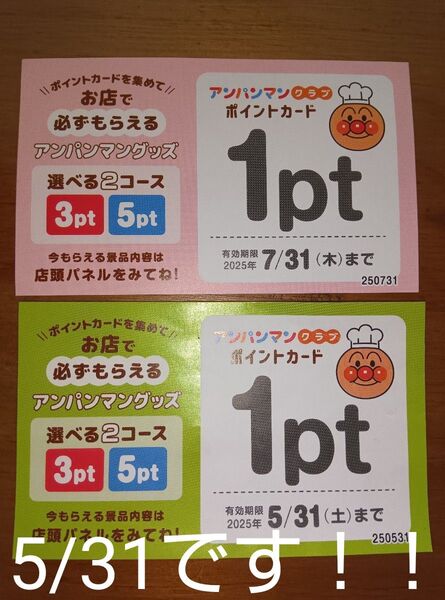 ポイントカードを集めて
お店で
必ずもらえる
アンパンマングッズ
選べる2コース
3pt 5pt
今もらえる景品内容は
店頭パネルをみてね!
アンパンマンクラブ
ポイントカード
1pt
有効期限
2025年 7/31(木)まで
250731
ポイントカードを集めて
お店で
必ずもらえる
アンパンマングッズ
選べる2コース
3pt 5pt
今もらえる景品内容は
店頭パネルをみてね!
アンパンマンクラブ
ポイントカード
1pt
有効期限
2025年 5/31(土)まで
250531
5/31です!!